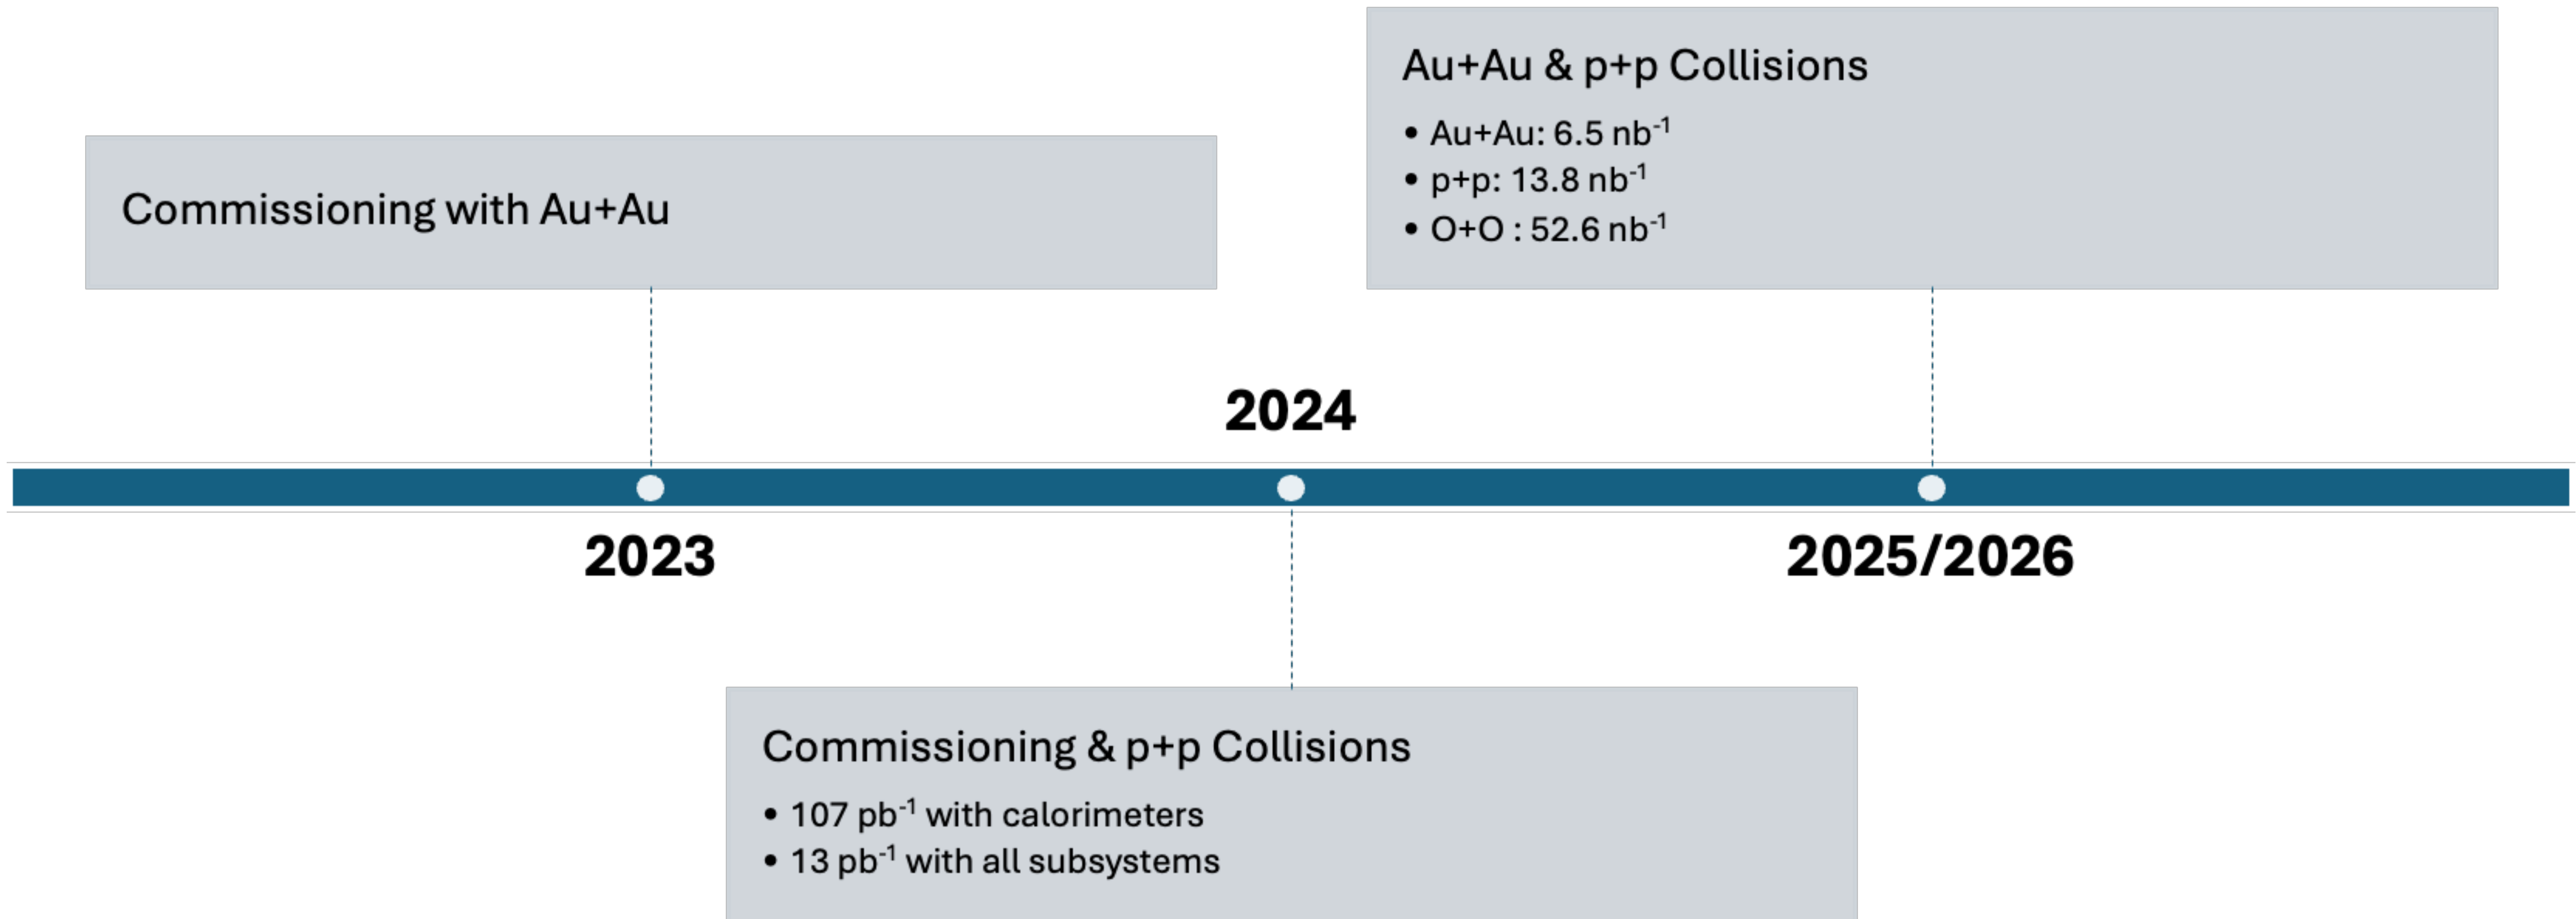 Commissioning with Au+Au
Au+Au & p+p Collisions
• Au+Au: 6.5 nb⁻¹
• p+p: 13.8 nb⁻¹
• O+O : 52.6 nb⁻¹
2023
2024
2025/2026
Commissioning & p+p Collisions
• 107 pb⁻¹ with calorimeters
• 13 pb⁻¹ with all subsystems